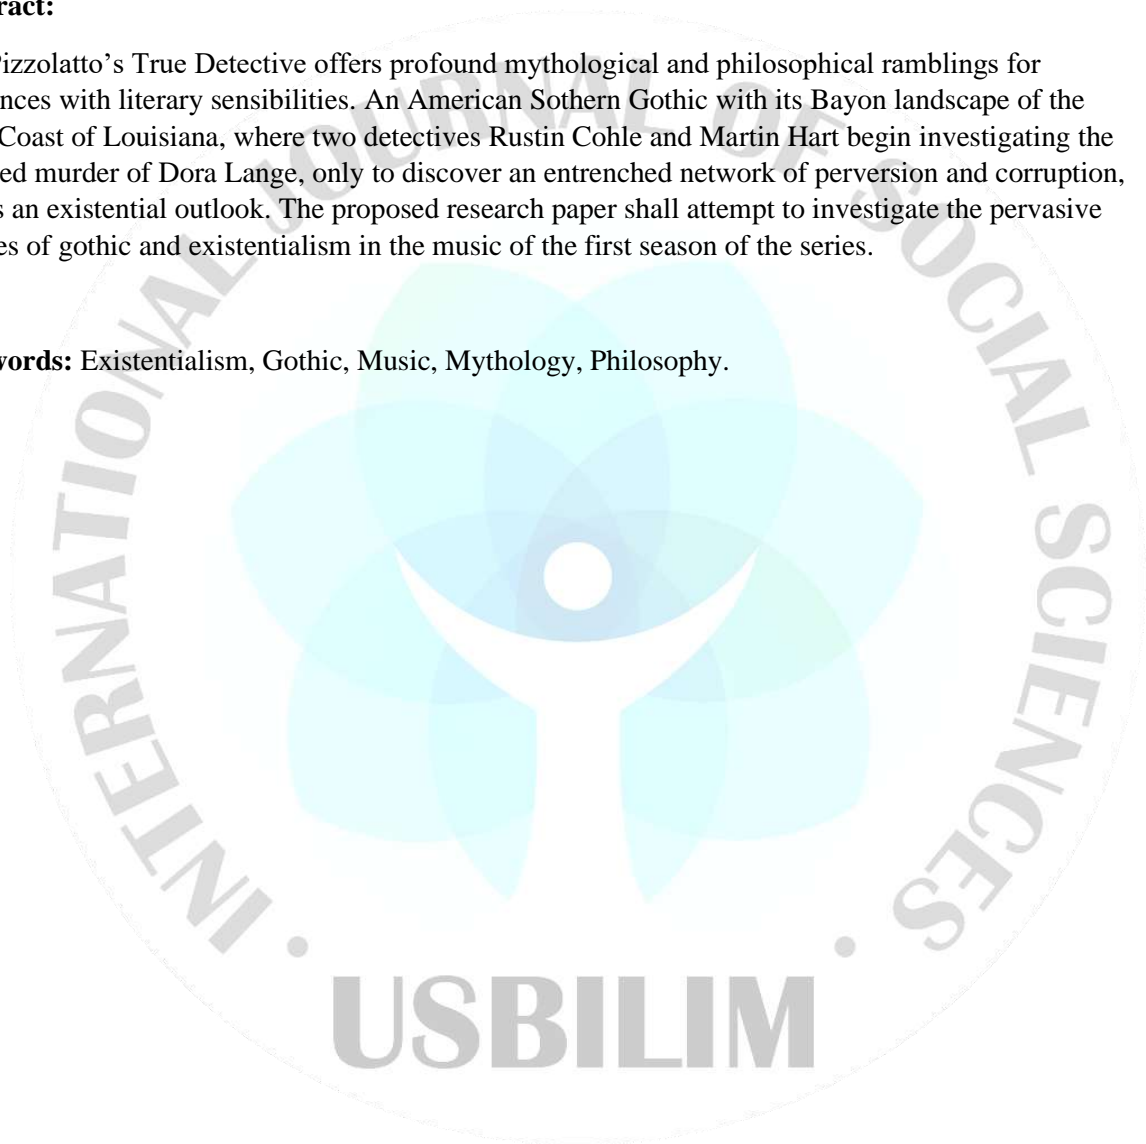 ract:
Pizzolatto’s True Detective offers profound mythological and philosophical ramblings for
nces with literary sensibilities. An American Sothern Gothic with its Bayon landscape of the
Coast of Louisiana, where two detectives Rustin Cohle and Martin Hart begin investigating the
ed murder of Dora Lange, only to discover an entrenched network of perversion and corruption,
s an existential outlook. The proposed research paper shall attempt to investigate the pervasive
es of gothic and existentialism in the music of the first season of the series.
words: Existentialism, Gothic, Music, Mythology, Philosophy.
INTERNATIONAL JOURNAL OF SOCIAL SCIENCES
• USBILIM •